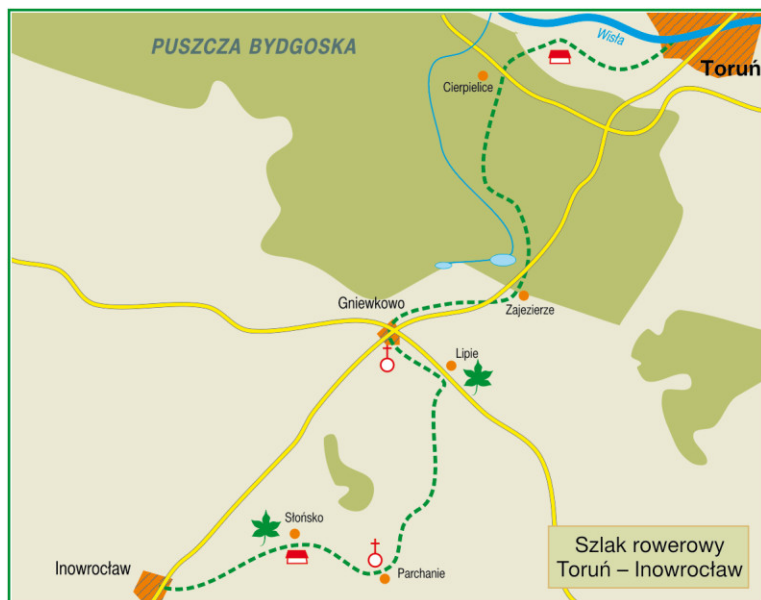 PUSZCZA BYDGOSKA
Wisła
Toruń
Cierpielice
Gniewkowo
Zajezierze
Lipie
Słońsko
Inowrocław
Parchanie
Szlak rowerowy
Toruń – Inowrocław